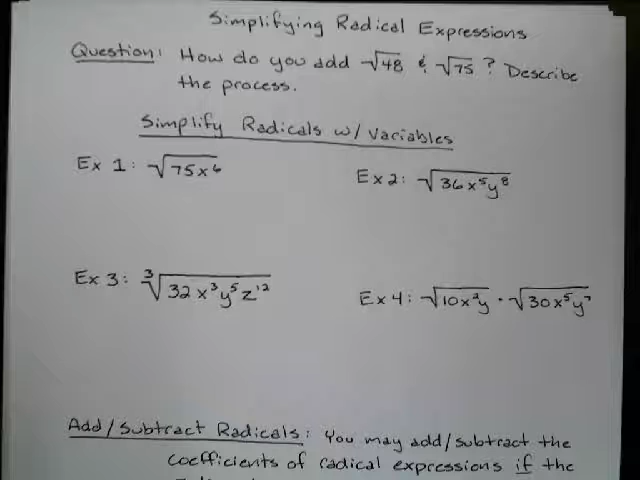 Simplifying Radical Expressions
Question: How do you add √48 & √75? Describe
the process.
Simplify Radicals w/ Variables
Ex 1: √75x⁶
Ex 2: √36x⁵y⁸
Ex 3: ∛32x³y⁵z¹²
Ex 4: √10x²y · √30x⁵y⁷
Add/Subtract Radicals: You may add/subtract the
coefficients of radical expressions if the